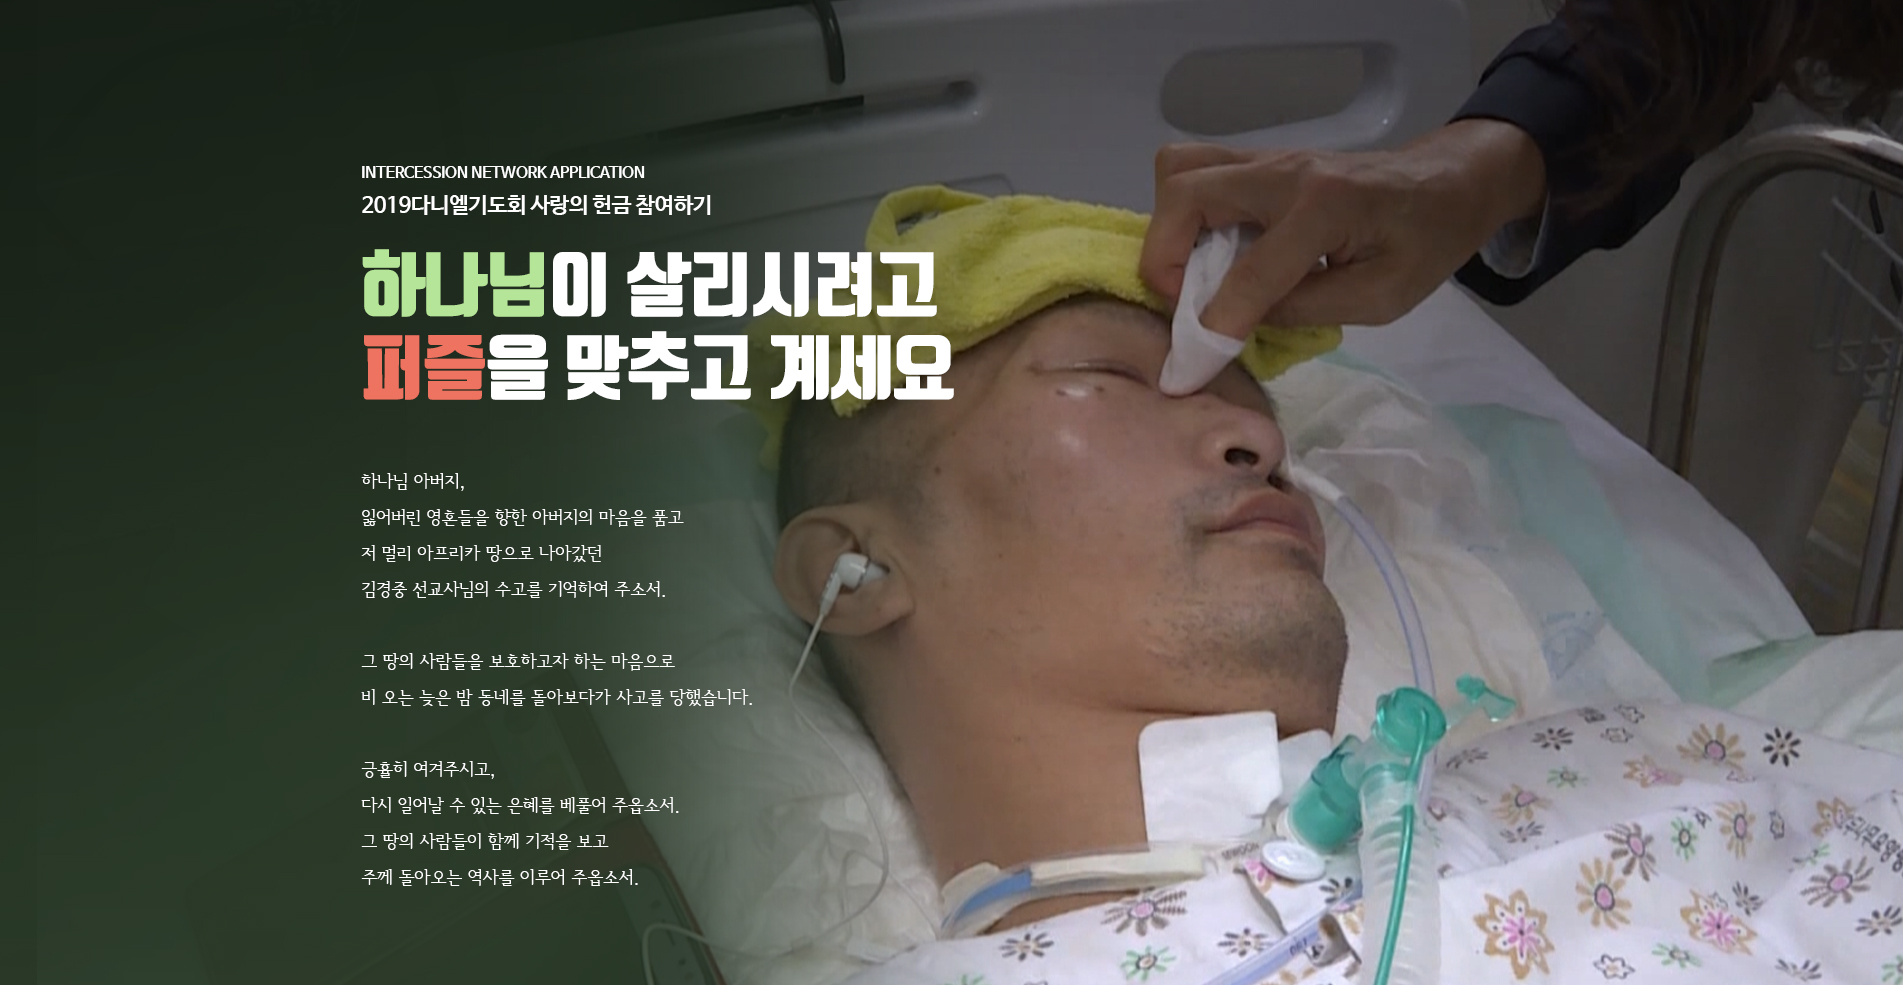 INTERCESSION NETWORK APPLICATION
2019다니엘기도회 사랑의 헌금 참여하기
하나님이 살리시려고
퍼즐을 맞추고 계세요
하나님 아버지,
잃어버린 영혼들을 향한 아버지의 마음을 품고
저 멀리 아프리카 땅으로 나아갔던
김경중 선교사님의 수고를 기억하여 주소서.
그 땅의 사람들을 보호하고자 하는 마음으로
비 오는 늦은 밤 동네를 돌아보다가 사고를 당했습니다.
긍휼히 여겨주시고,
다시 일어날 수 있는 은혜를 베풀어 주옵소서.
그 땅의 사람들이 함께 기적을 보고
주께 돌아오는 역사를 이루어 주옵소서.